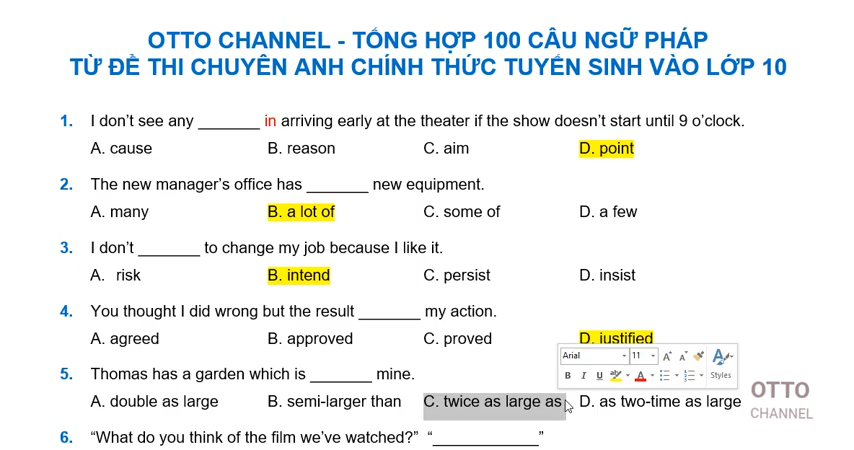 OTTO CHANNEL - TỔNG HỢP 100 CÂU NGỮ PHÁP
TỪ ĐỀ THI CHUYÊN ANH CHÍNH THỨC TUYỂN SINH VÀO LỚP 10
1. I don’t see any _______ in arriving early at the theater if the show doesn’t start until 9 o’clock.
A. cause B. reason C. aim D. point
2. The new manager’s office has _______ new equipment.
A. many B. a lot of C. some of D. a few
3. I don’t _______ to change my job because I like it.
A. risk B. intend C. persist D. insist
4. You thought I did wrong but the result _______ my action.
A. agreed B. approved C. proved D. justified
Arial 11
B I U Styles
5. Thomas has a garden which is _______ mine.
A. double as large B. semi-larger than C. twice as large as D. as two-time as large
OTTO
CHANNEL
6. “What do you think of the film we’ve watched?” “____________”